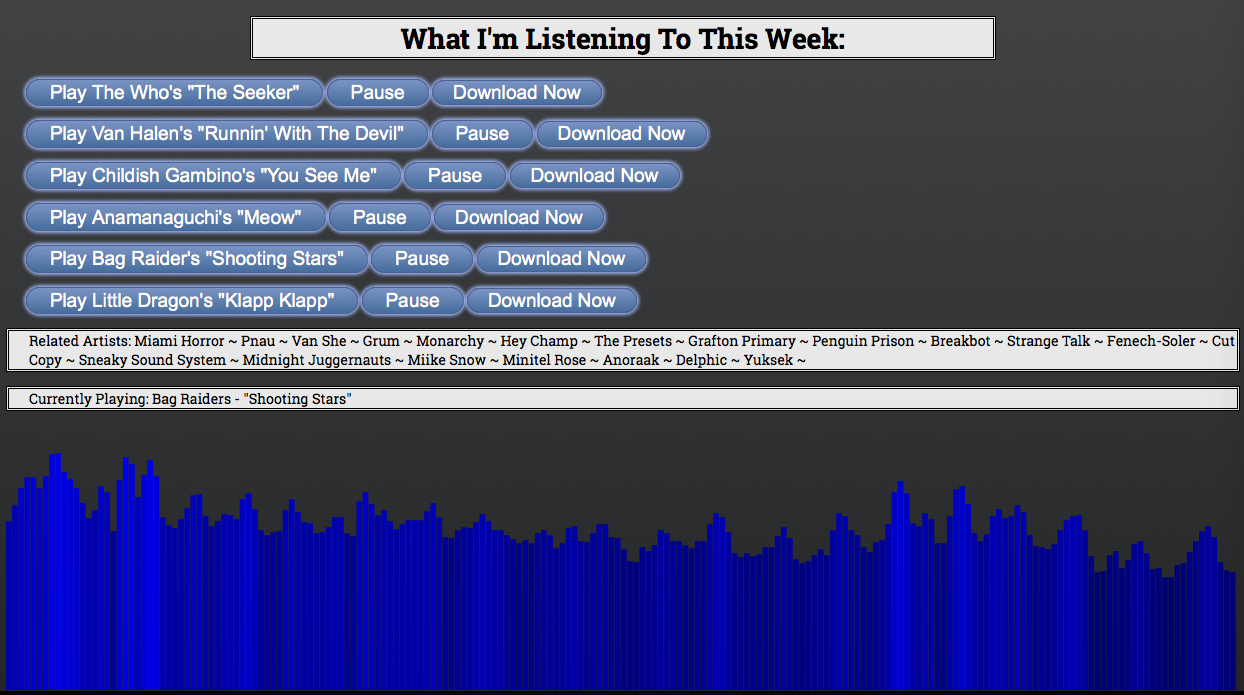 What I'm Listening To This Week:
Play The Who's "The Seeker" Pause Download Now
Play Van Halen's "Runnin' With The Devil" Pause Download Now
Play Childish Gambino's "You See Me" Pause Download Now
Play Anamanaguchi's "Meow" Pause Download Now
Play Bag Raider's "Shooting Stars" Pause Download Now
Play Little Dragon's "Klapp Klapp" Pause Download Now
Related Artists: Miami Horror ~ Pnau ~ Van She ~ Grum ~ Monarchy ~ Hey Champ ~ The Presets ~ Grafton Primary ~ Penguin Prison ~ Breakbot ~ Strange Talk ~ Fenech-Soler ~ Cut
Copy ~ Sneaky Sound System ~ Midnight Juggernauts ~ Miike Snow ~ Minitel Rose ~ Anoraak ~ Delphic ~ Yuksek ~
Currently Playing: Bag Raiders - "Shooting Stars"